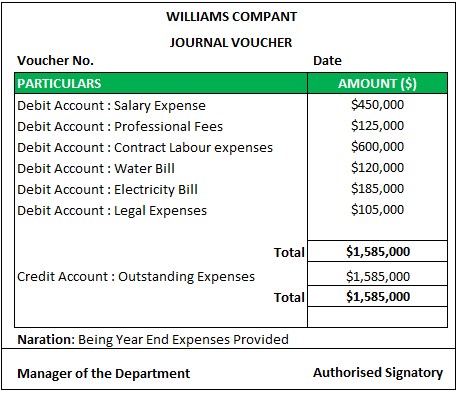 WILLIAMS COMPANT
JOURNAL VOUCHER
Voucher No. Date
PARTICULARS AMOUNT ($)
Debit Account : Salary Expense $450,000
Debit Account : Professional Fees $125,000
Debit Account : Contract Labour expenses $600,000
Debit Account : Water Bill $120,000
Debit Account : Electricity Bill $185,000
Debit Account : Legal Expenses $105,000
Total $1,585,000
Credit Account : Outstanding Expenses $1,585,000
Total $1,585,000
Naration: Being Year End Expenses Provided
Manager of the Department Authorised Signatory